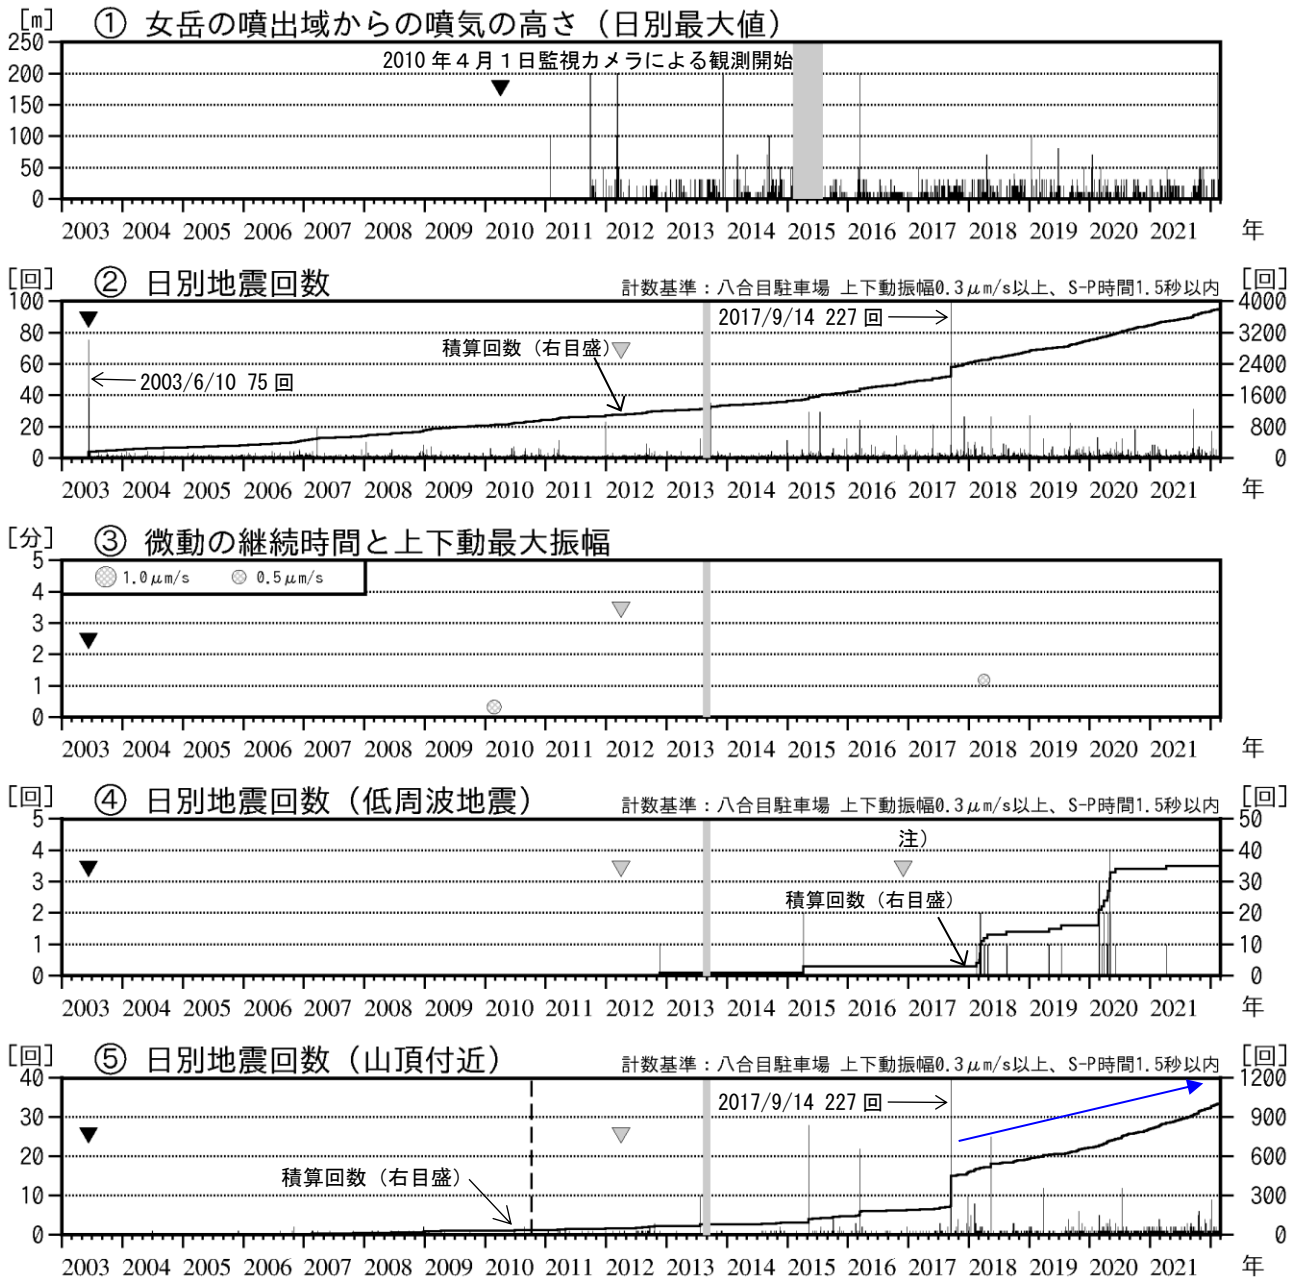 [m] ① 女岳の噴出域からの噴気の高さ（日別最大値）
250
2010年４月１日監視カメラによる観測開始
200
150
100
50
0
2003 2004 2005 2006 2007 2008 2009 2010 2011 2012 2013 2014 2015 2016 2017 2018 2019 2020 2021 年
[回] ② 日別地震回数 計数基準：八合目駐車場 上下動振幅0.3μm/s以上、S-P時間1.5秒以内 [回]
100 4000
2017/9/14 227回
80 3200
積算回数（右目盛）
60 2400
2003/6/10 75回
40 1600
20 800
0 0
2003 2004 2005 2006 2007 2008 2009 2010 2011 2012 2013 2014 2015 2016 2017 2018 2019 2020 2021 年
[分] ③ 微動の継続時間と上下動最大振幅
5
1.0μm/s 0.5μm/s
4
3
2
1
0
2003 2004 2005 2006 2007 2008 2009 2010 2011 2012 2013 2014 2015 2016 2017 2018 2019 2020 2021 年
[回] ④ 日別地震回数（低周波地震） 計数基準：八合目駐車場 上下動振幅0.3μm/s以上、S-P時間1.5秒以内 [回]
5 50
注）
4 40
3 30
積算回数（右目盛）
2 20
1 10
0 0
2003 2004 2005 2006 2007 2008 2009 2010 2011 2012 2013 2014 2015 2016 2017 2018 2019 2020 2021 年
[回] ⑤ 日別地震回数（山頂付近） 計数基準：八合目駐車場 上下動振幅0.3μm/s以上、S-P時間1.5秒以内 [回]
40 1200
2017/9/14 227回
30 900
20 600
積算回数（右目盛）
10 300
0 0
2003 2004 2005 2006 2007 2008 2009 2010 2011 2012 2013 2014 2015 2016 2017 2018 2019 2020 2021 年